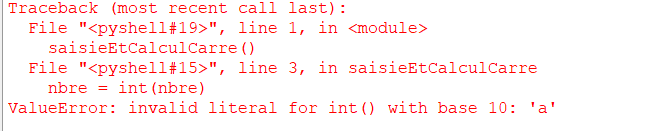 Traceback (most recent call last):
  File "<pyshell#19>", line 1, in <module>
    saisieEtCalculCarre()
  File "<pyshell#15>", line 3, in saisieEtCalculCarre
    nbre = int(nbre)
ValueError: invalid literal for int() with base 10: 'a'